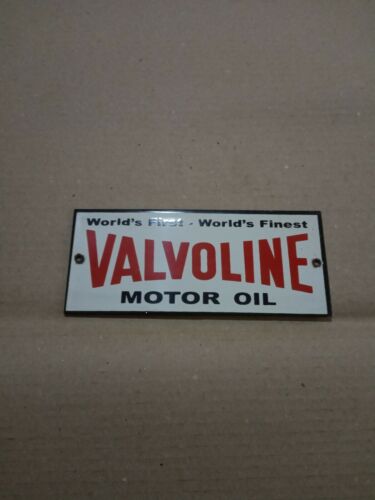 World's First - World's Finest
VALVOLINE
MOTOR OIL